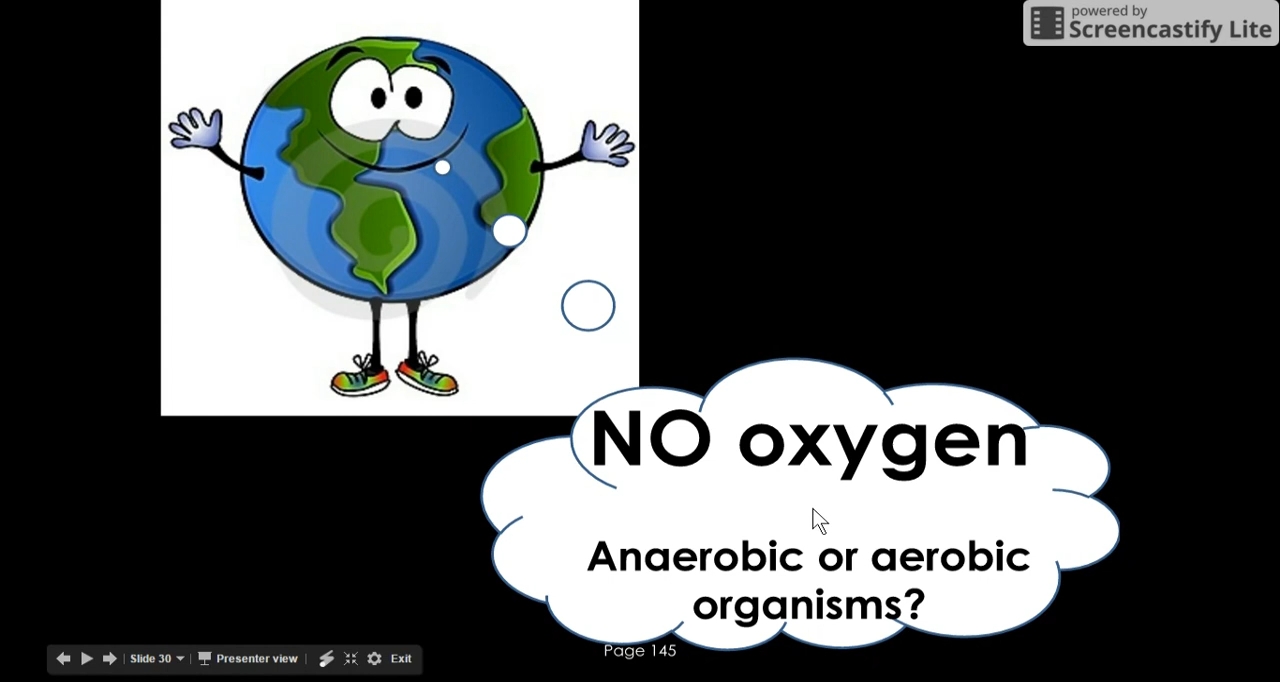 powered by
Screencastify Lite
NO oxygen
Anaerobic or aerobic
organisms?
Page 145
Slide 30
Presenter view
Exit